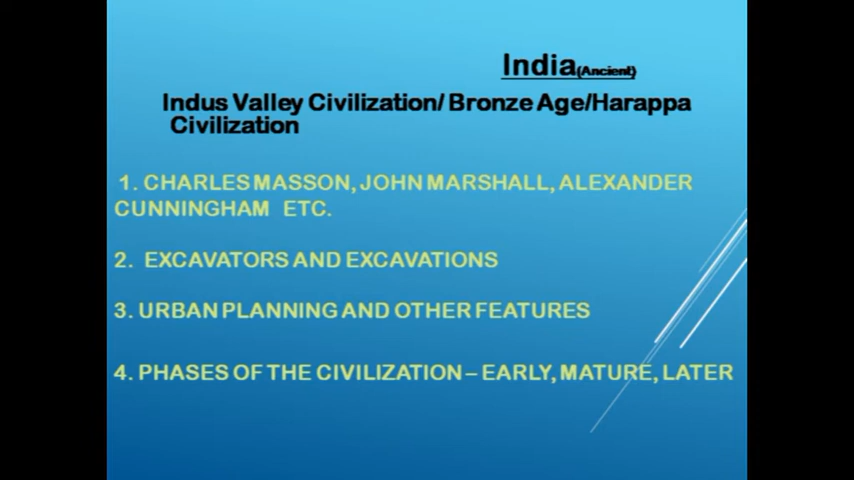 India(Ancient)
Indus Valley Civilization/ Bronze Age/Harappa
Civilization
1. CHARLES MASSON, JOHN MARSHALL, ALEXANDER
CUNNINGHAM ETC.
2. EXCAVATORS AND EXCAVATIONS
3. URBAN PLANNING AND OTHER FEATURES
4. PHASES OF THE CIVILIZATION – EARLY, MATURE, LATER